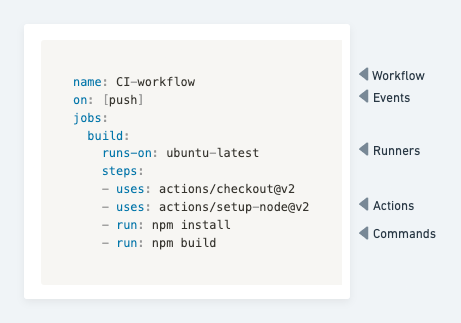 name: CI-workflow
on: [push]
jobs:
build:
runs-on: ubuntu-latest
steps:
- uses: actions/checkout@v2
- uses: actions/setup-node@v2
- run: npm install
- run: npm build
Workflow
Events
Runners
Actions
Commands